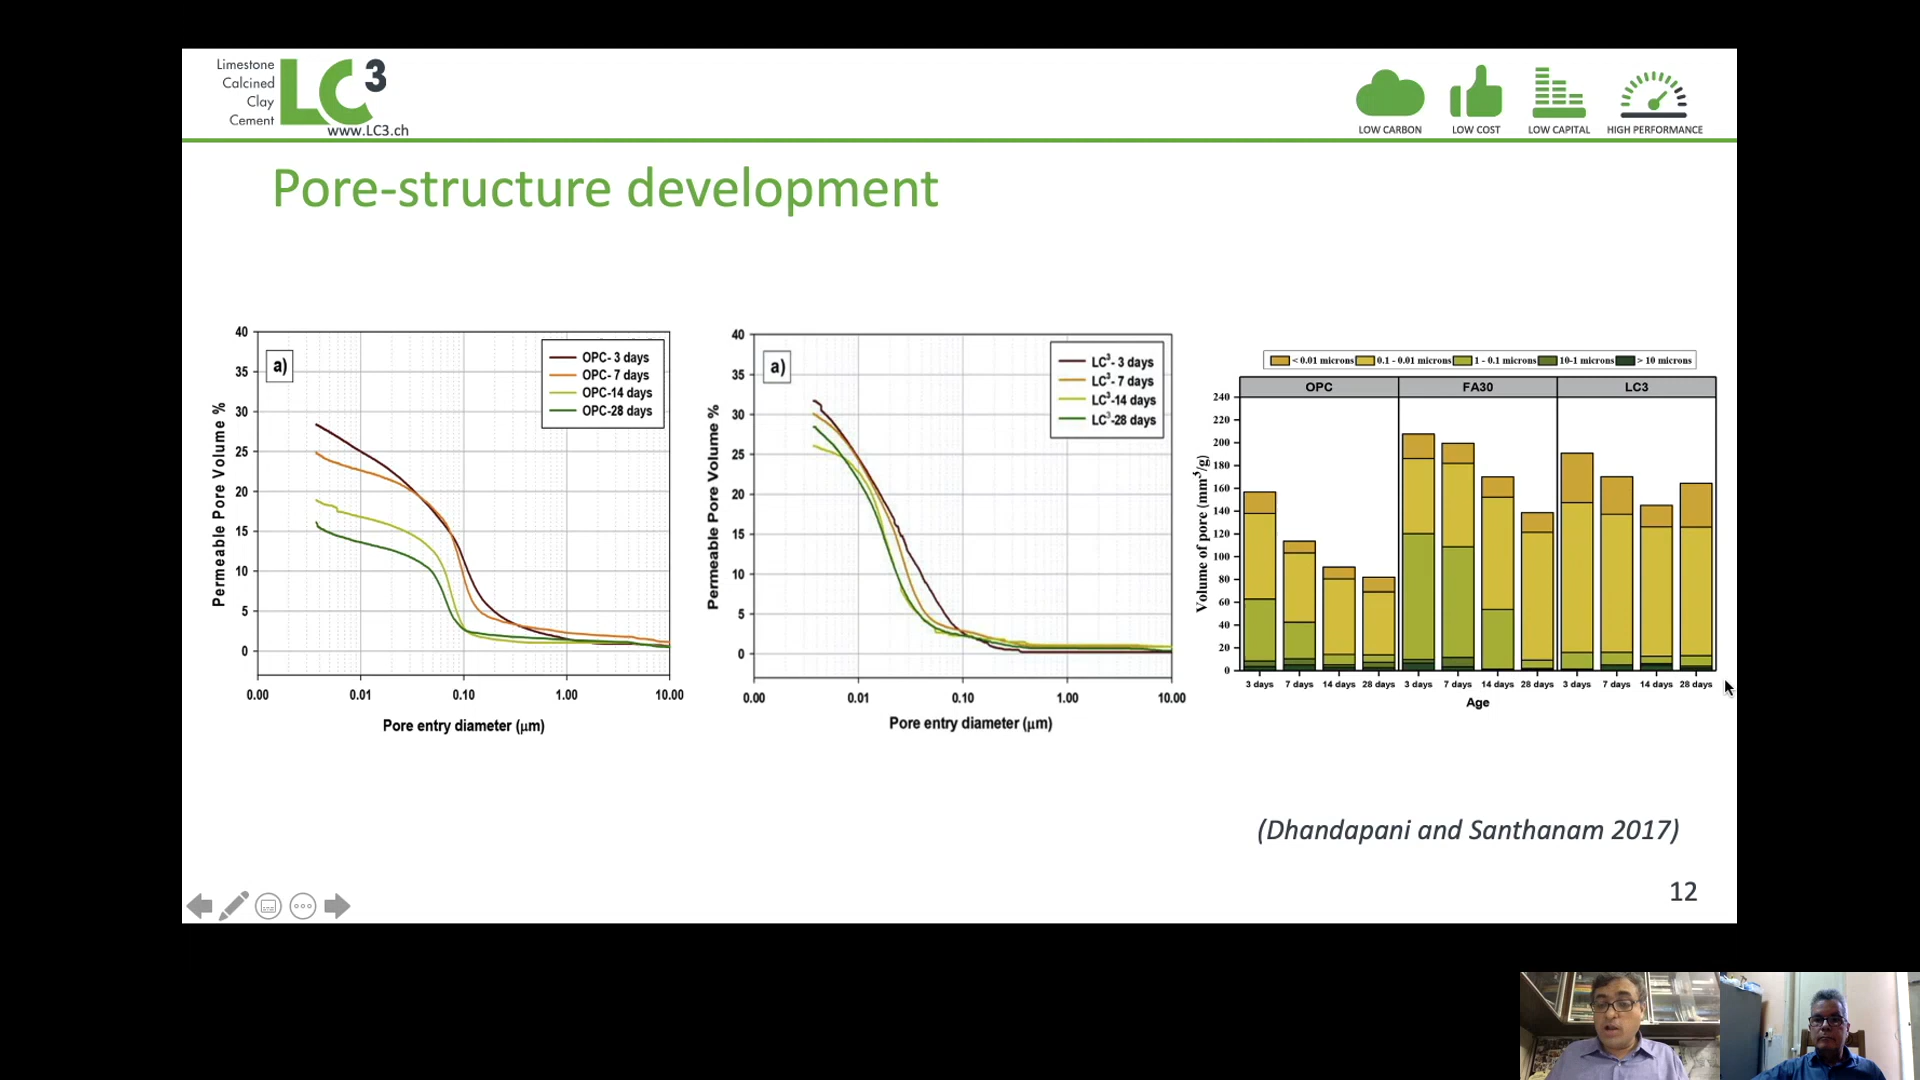 Limestone
Calcined
Clay
Cement
LC3
www.LC3.ch
LOW CARBON
LOW COST
LOW CAPITAL
HIGH PERFORMANCE
Pore-structure development
a)
OPC- 3 days
OPC- 7 days
OPC-14 days
OPC-28 days
Permeable Pore Volume %
40
35
30
25
20
15
10
5
0
0.00 0.01 0.10 1.00 10.00
Pore entry diameter (μm)
a)
LC³- 3 days
LC³- 7 days
LC³-14 days
LC³-28 days
Permeable Pore Volume %
40
35
30
25
20
15
10
5
0
0.00 0.01 0.10 1.00 10.00
Pore entry diameter (μm)
< 0.01 microns 0.1 - 0.01 microns 1 - 0.1 microns 10-1 microns > 10 microns
OPC FA30 LC3
Volume of pore (mm³/g)
240
220
200
180
160
140
120
100
80
60
40
20
0
3 days 7 days 14 days 28 days 3 days 7 days 14 days 28 days 3 days 7 days 14 days 28 days
Age
(Dhandapani and Santhanam 2017)
12